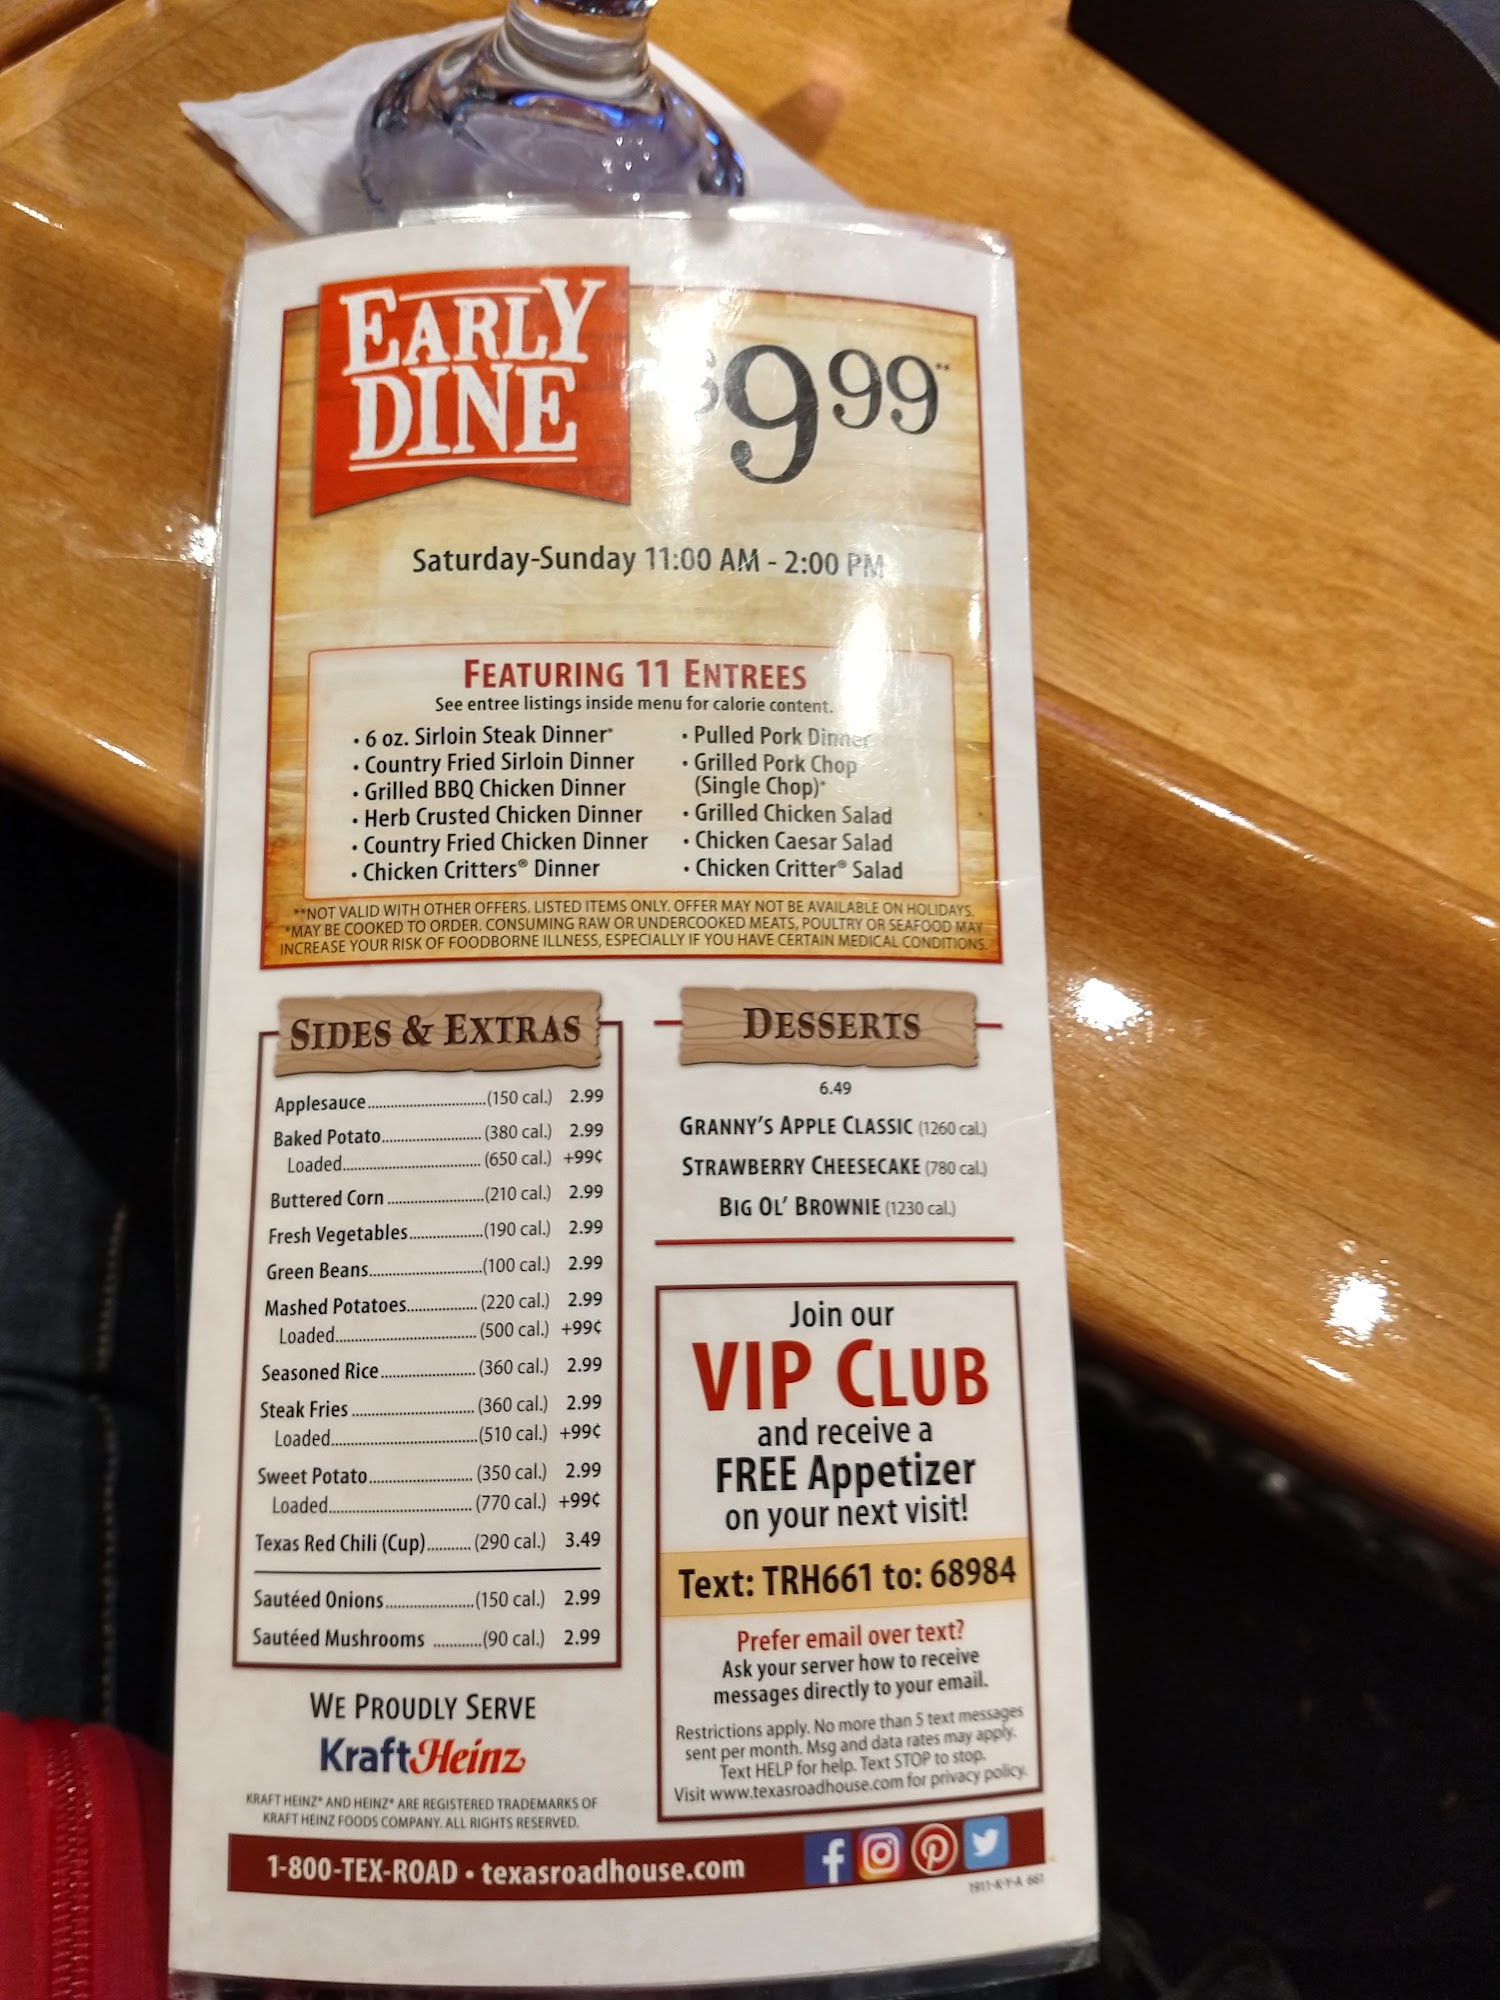 EARLY
DINE
$9.99**
Saturday-Sunday 11:00 AM - 2:00 PM
FEATURING 11 ENTREES
See entree listings inside menu for calorie content.
• 6 oz. Sirloin Steak Dinner*
• Country Fried Sirloin Dinner
• Grilled BBQ Chicken Dinner
• Herb Crusted Chicken Dinner
• Country Fried Chicken Dinner
• Chicken Critters® Dinner
• Pulled Pork Dinner
• Grilled Pork Chop
(Single Chop)*
• Grilled Chicken Salad
• Chicken Caesar Salad
• Chicken Critter® Salad
**NOT VALID WITH OTHER OFFERS. LISTED ITEMS ONLY. OFFER MAY NOT BE AVAILABLE ON HOLIDAYS.
*MAY BE COOKED TO ORDER. CONSUMING RAW OR UNDERCOOKED MEATS, POULTRY OR SEAFOOD MAY
INCREASE YOUR RISK OF FOODBORNE ILLNESS, ESPECIALLY IF YOU HAVE CERTAIN MEDICAL CONDITIONS.
SIDES & EXTRAS
Applesauce (150 cal.) 2.99
Baked Potato (380 cal.) 2.99
Loaded (650 cal.) +99¢
Buttered Corn (210 cal.) 2.99
Fresh Vegetables (190 cal.) 2.99
Green Beans (100 cal.) 2.99
Mashed Potatoes (220 cal.) 2.99
Loaded (500 cal.) +99¢
Seasoned Rice (360 cal.) 2.99
Steak Fries (360 cal.) 2.99
Loaded (510 cal.) +99¢
Sweet Potato (350 cal.) 2.99
Loaded (770 cal.) +99¢
Texas Red Chili (Cup) (290 cal.) 3.49
Sautéed Onions (150 cal.) 2.99
Sautéed Mushrooms (90 cal.) 2.99
WE PROUDLY SERVE
KraftHeinz
KRAFT HEINZ® AND HEINZ® ARE REGISTERED TRADEMARKS OF
KRAFT HEINZ FOODS COMPANY. ALL RIGHTS RESERVED.
DESSERTS
6.49
GRANNY'S APPLE CLASSIC (1260 cal.)
STRAWBERRY CHEESECAKE (780 cal.)
BIG OL' BROWNIE (1230 cal.)
Join our
VIP CLUB
and receive a
FREE Appetizer
on your next visit!
Text: TRH661 to: 68984
Prefer email over text?
Ask your server how to receive
messages directly to your email.
Restrictions apply. No more than 5 text messages
sent per month. Msg and data rates may apply.
Text HELP for help. Text STOP to stop.
Visit www.texasroadhouse.com for privacy policy.
1-800-TEX-ROAD • texasroadhouse.com
1911-K-Y-A 661